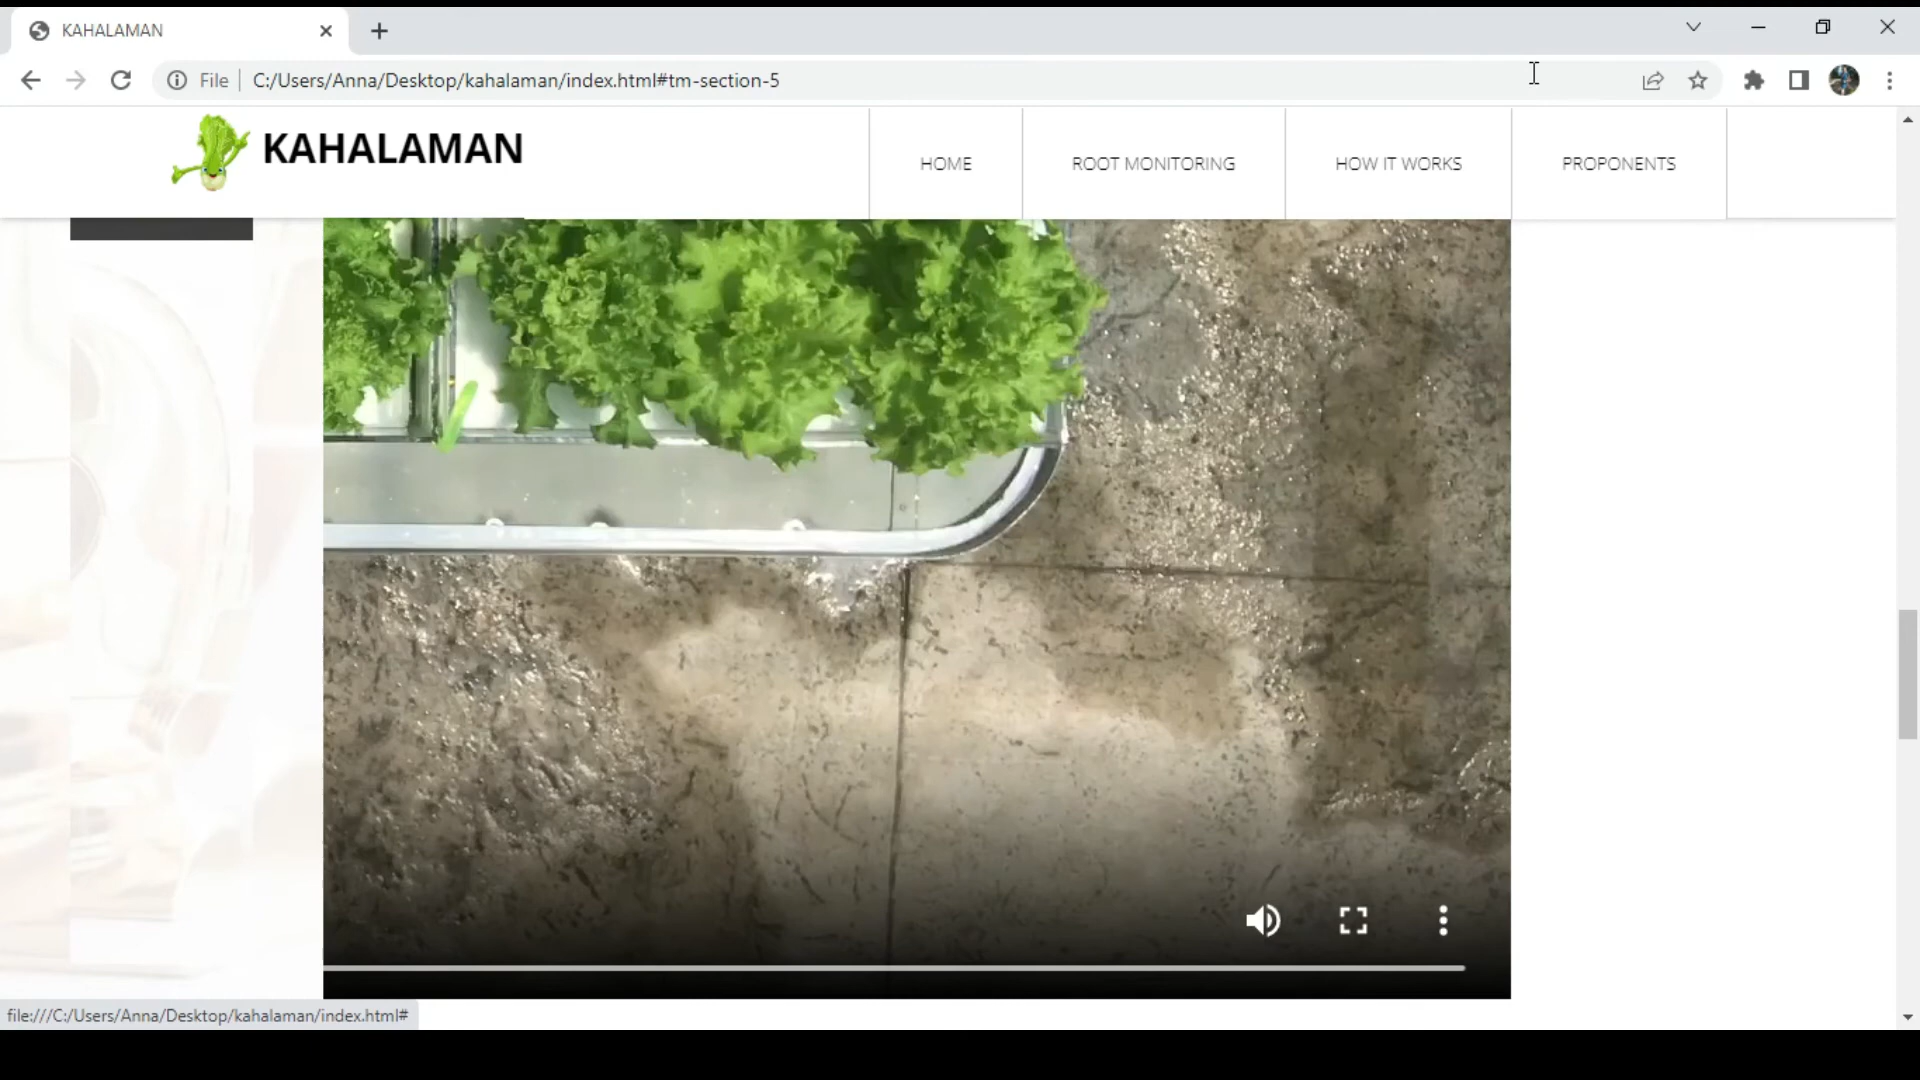 KAHALAMAN
File
C:/Users/Anna/Desktop/kahalaman/index.html#tm-section-5
KAHALAMAN
HOME
ROOT MONITORING
HOW IT WORKS
PROPONENTS
file:///C:/Users/Anna/Desktop/kahalaman/index.html#